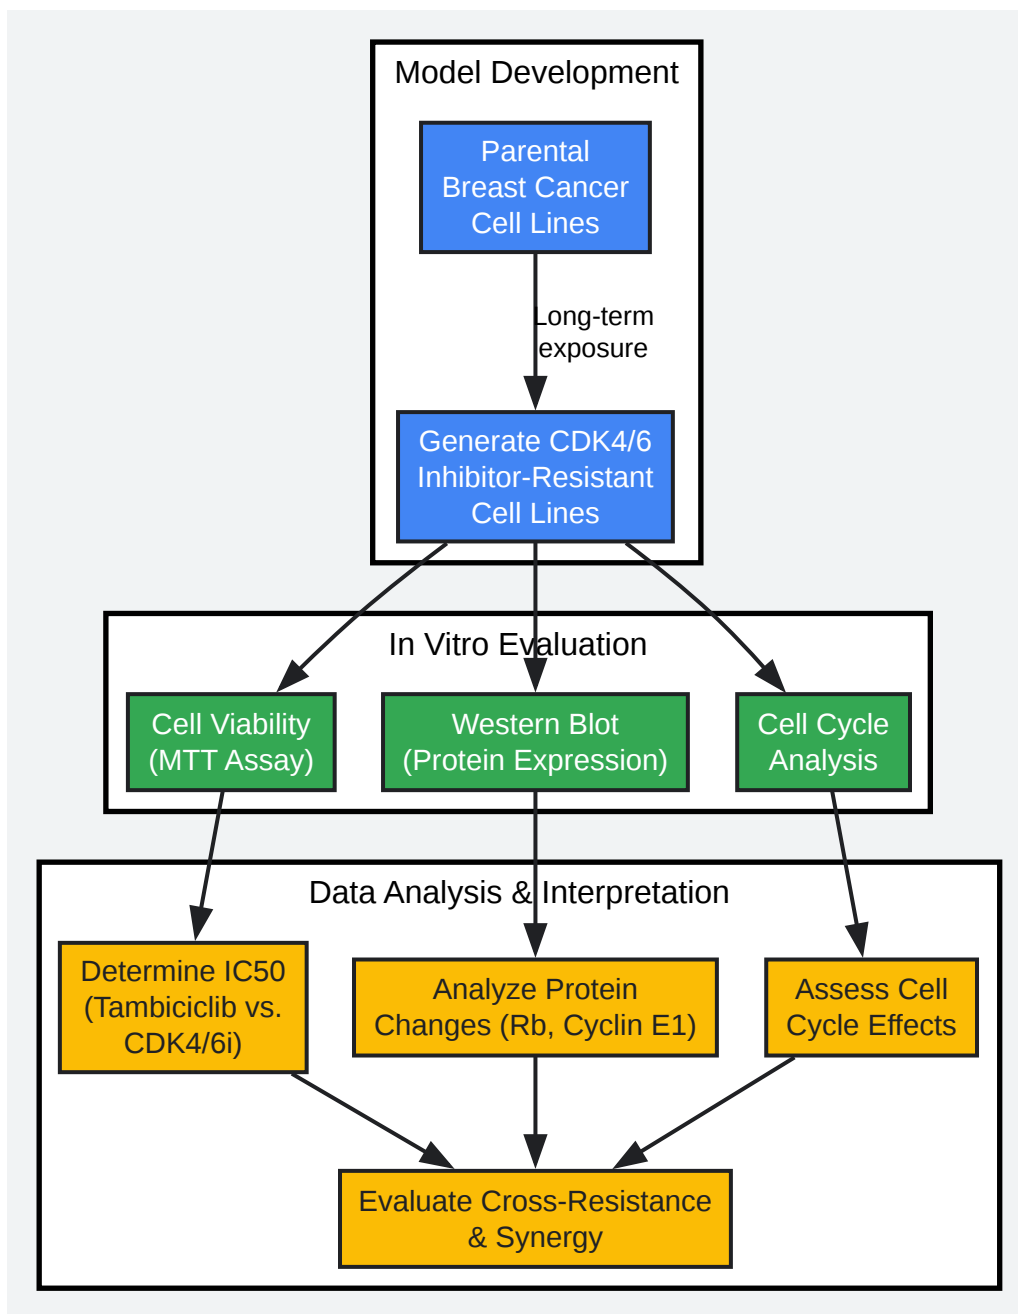 Model Development
Parental
Breast Cancer
Cell Lines
Long-term
exposure
Generate CDK4/6
Inhibitor-Resistant
Cell Lines
In Vitro Evaluation
Cell Viability
(MTT Assay)
Western Blot
(Protein Expression)
Cell Cycle
Analysis
Data Analysis & Interpretation
Determine IC50
(Tambiciclib vs.
CDK4/6i)
Analyze Protein
Changes (Rb, Cyclin E1)
Assess Cell
Cycle Effects
Evaluate Cross-Resistance
& Synergy